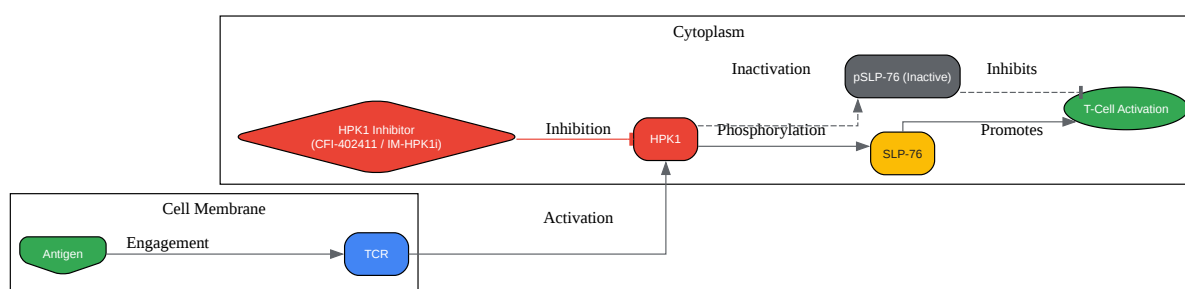 Cytoplasm
Inactivation
pSLP-76 (Inactive)
Inhibits
T-Cell Activation
HPK1 Inhibitor
(CFI-402411 / IM-HPK1i)
Inhibition
HPK1
Phosphorylation
SLP-76
Promotes
Cell Membrane
Activation
Antigen
Engagement
TCR